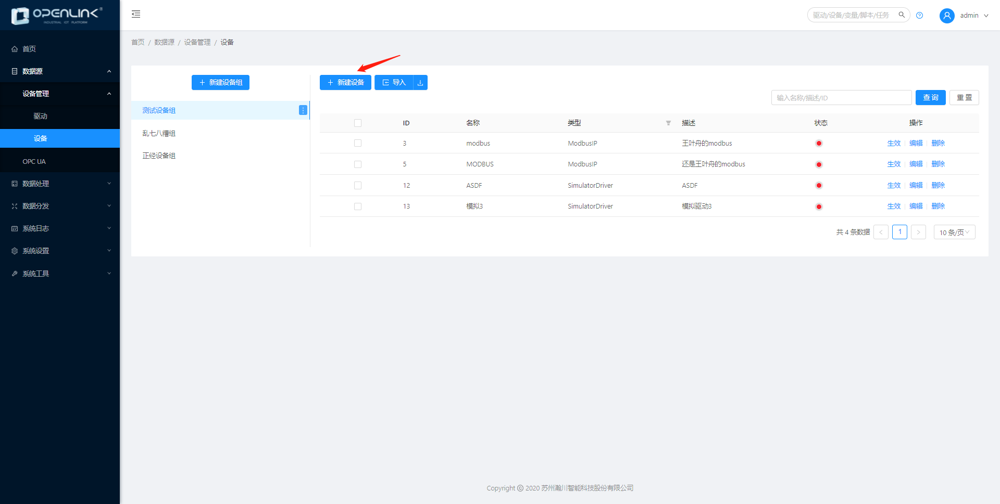 OPENLINK®
INDUSTRIAL IOT PLATFORM
驱动/设备/变量/脚本/任务
admin
首页
数据源
设备管理
驱动
设备
OPC UA
数据处理
数据分发
系统日志
系统设置
系统工具
首页 / 数据源 / 设备管理 / 设备
新建设备组
测试设备组
乱七八糟组
正经设备组
新建设备 导入
输入名称/描述/ID 查询 重置
ID 名称 类型 描述 状态 操作
3 modbus ModbusIP 王叶舟的modbus 生效 编辑 删除
5 MODBUS ModbusIP 还是王叶舟的modbus 生效 编辑 删除
12 ASDF SimulatorDriver ASDF 生效 编辑 删除
13 模拟3 SimulatorDriver 模拟驱动3 生效 编辑 删除
共 4 条数据 < 1 > 10 条/页
Copyright © 2020 苏州瀚川智能科技股份有限公司